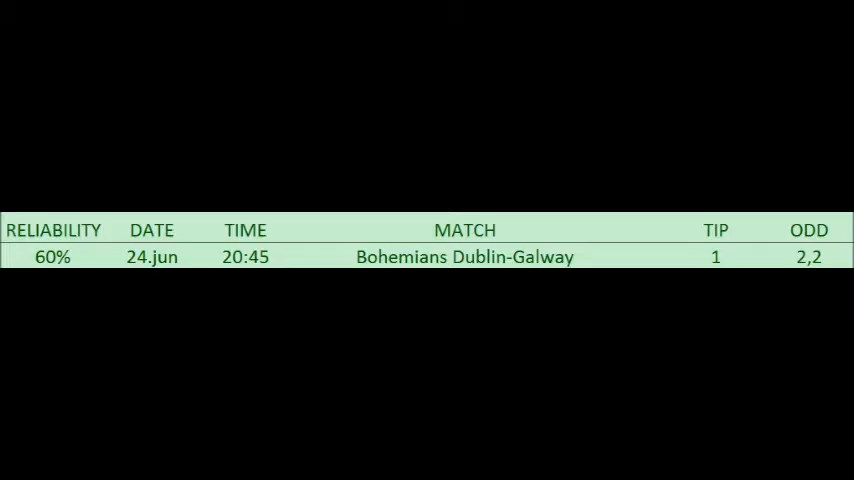 RELIABILITY DATE TIME MATCH TIP ODD
60% 24.jun 20:45 Bohemians Dublin-Galway 1 2,2